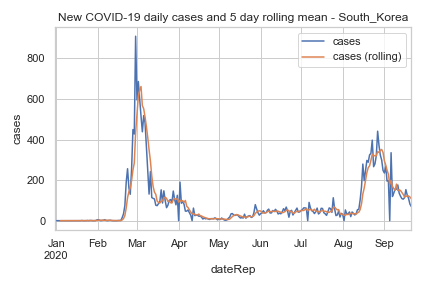 New COVID-19 daily cases and 5 day rolling mean - South_Korea
cases
cases (rolling)
800
600
400
200
0
cases
Jan Feb Mar Apr May Jun Jul Aug Sep
2020
dateRep